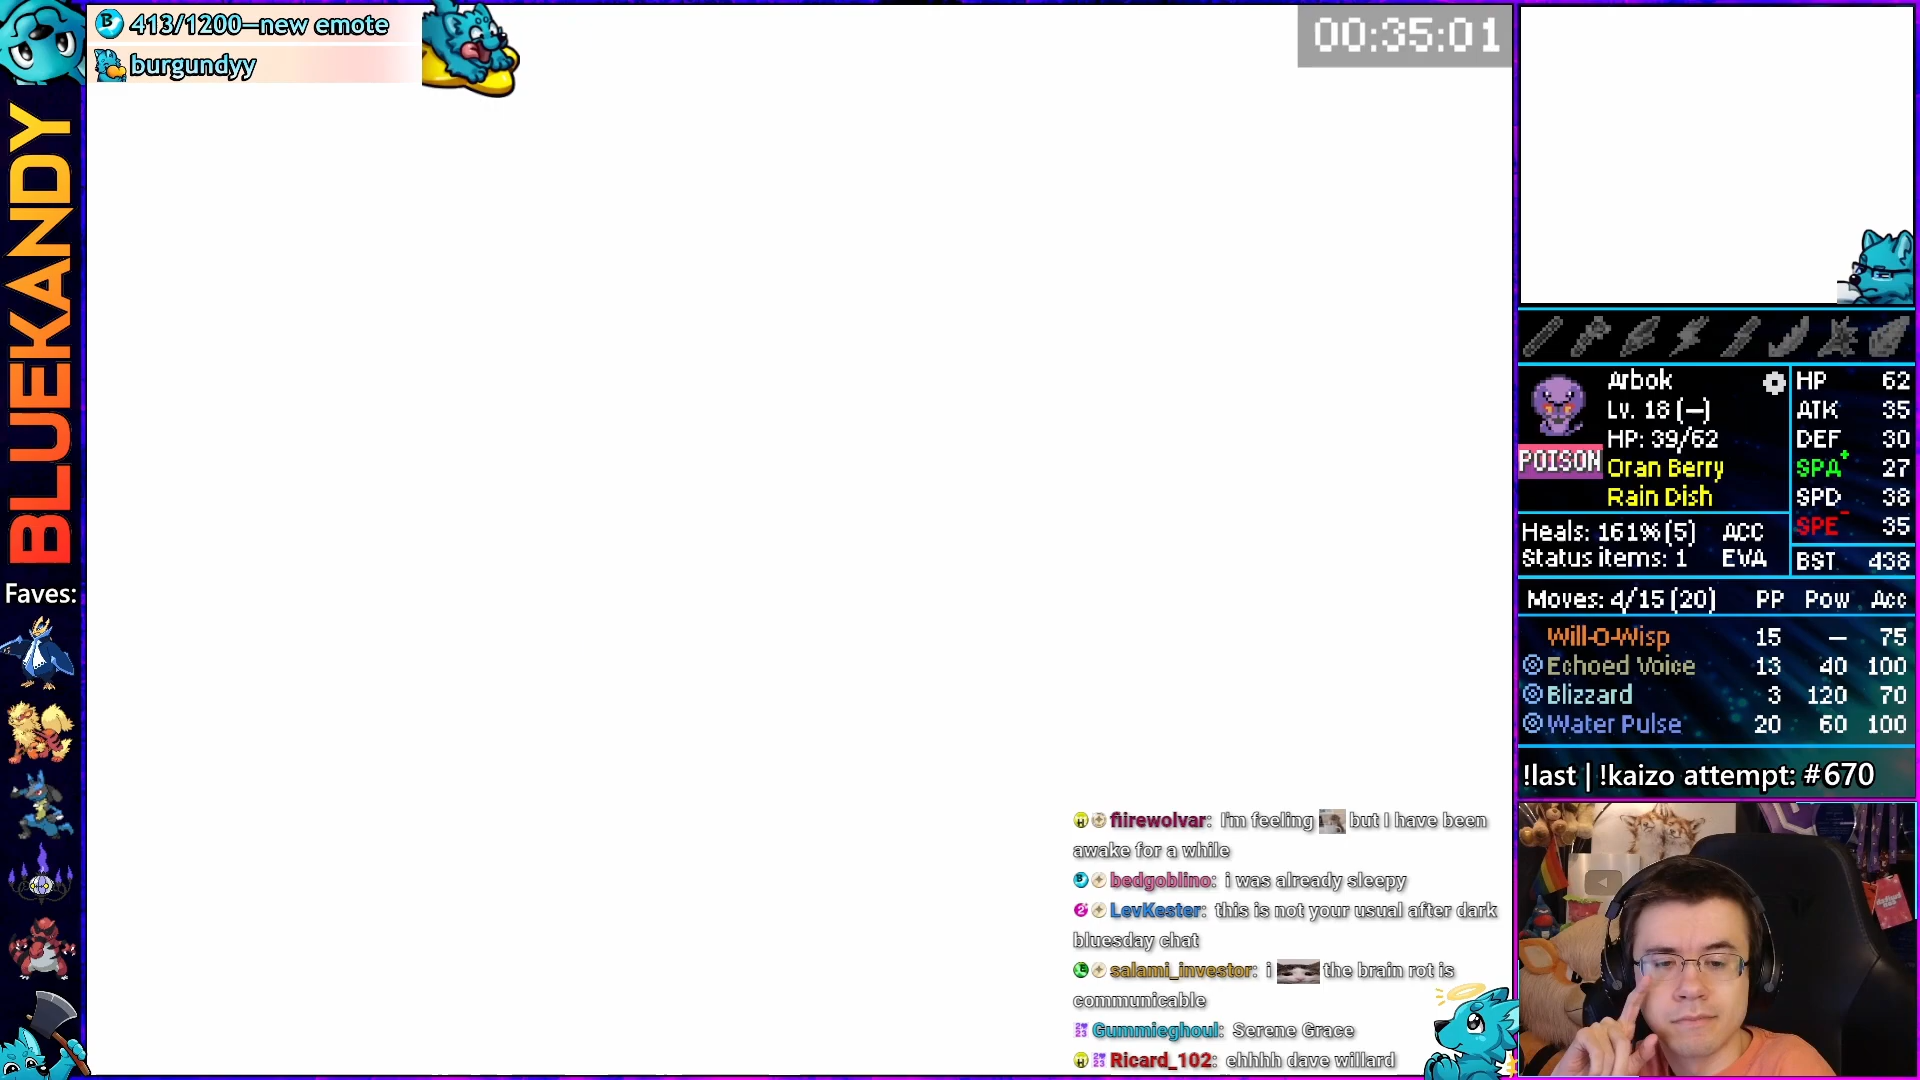 413/1200—new emote
burgundyy
00:35:01
BLUEKANDY
Faves:
Arbok
Lv. 18 (—)
HP: 39/62
POISON
Oran Berry
Rain Dish
HP 62
ATK 35
DEF 30
SPA+ 27
SPD 38
SPE- 35
Heals: 161% (5) ACC
Status items: 1 EVA
BST 438
Moves: 4/15 (20) PP Pow Acc
Will-O-Wisp 15 — 75
Echoed Voice 13 40 100
Blizzard 3 120 70
Water Pulse 20 60 100
!last | !kaizo attempt: #670
fiirewolvar: I'm feeling but I have been
awake for a while
bedgoblino: i was already sleepy
LevKester: this is not your usual after dark
bluesday chat
salami_investor: i the brain rot is
communicable
Gummieghoul: Serene Grace
Ricard_102: ehhhh dave willard